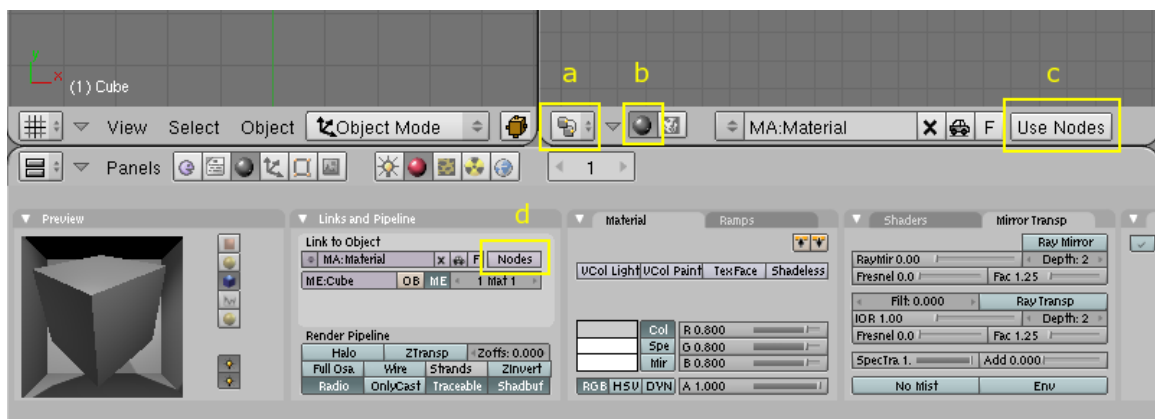 a b c
x
x
(1) Cube
View Select Object Object Mode MA:Material F Use Nodes
Panels 1
Preview Links and Pipeline d Material Ramps Shaders Mirror Transp
Link to Object
MA:Material F Nodes
ME:Cube OB ME 1 Mat 1
Render Pipeline
Halo ZTransp Zoffs: 0.000
Full Osa Wire Strands ZInvert
Radio OnlyCast Traceable Shadbuf
VCol Light VCol Paint TexFace Shadeless
Col R 0.800
Spe G 0.800
Mir B 0.800
RGB HSV DYN A 1.000
Ray Mirror
RayMir 0.00 Depth: 2
Fresnel 0.0 Fac 1.25
Filt: 0.000 Ray Transp
IOR 1.00 Depth: 2
Fresnel 0.0 Fac 1.25
SpecTra 1. Add 0.000
No Mist Env